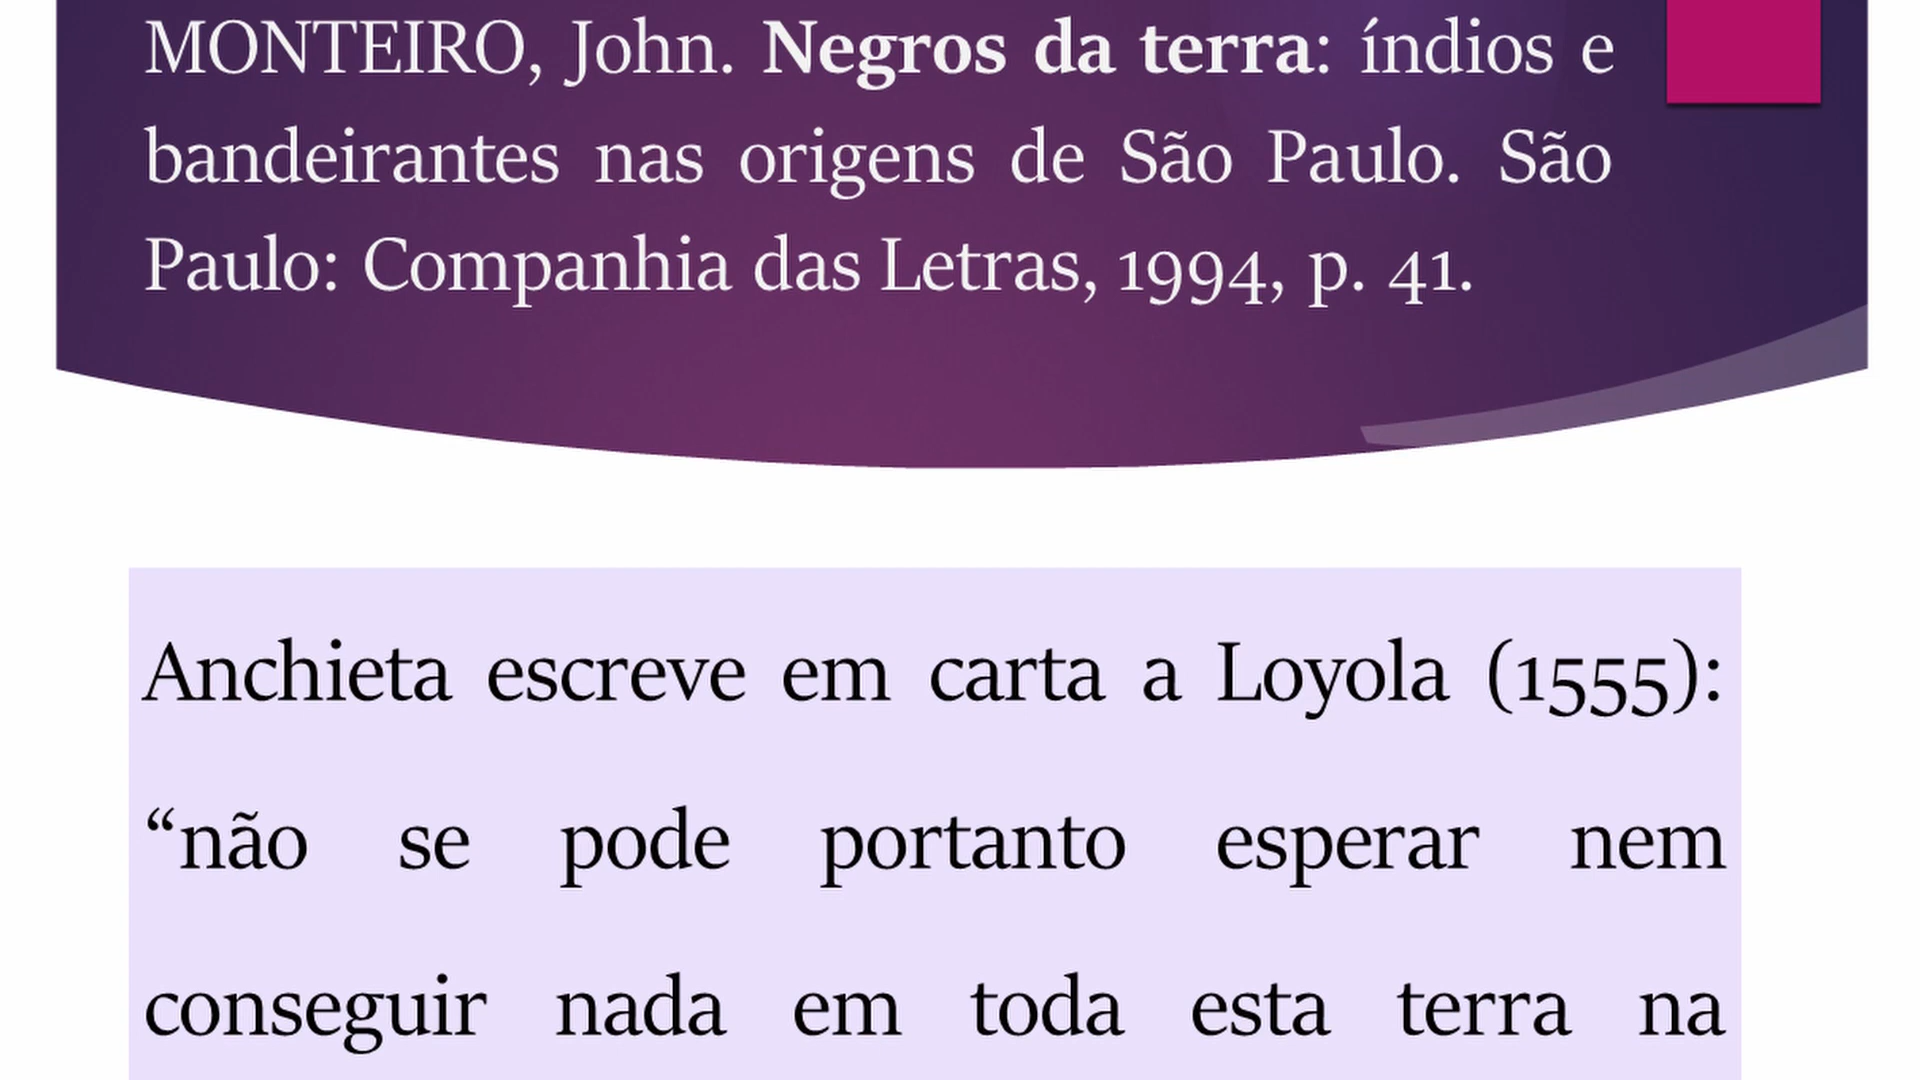 MONTEIRO, John. Negros da terra: índios e
bandeirantes nas origens de São Paulo. São
Paulo: Companhia das Letras, 1994, p. 41.
Anchieta escreve em carta a Loyola (1555):
“não se pode portanto esperar nem
conseguir nada em toda esta terra na